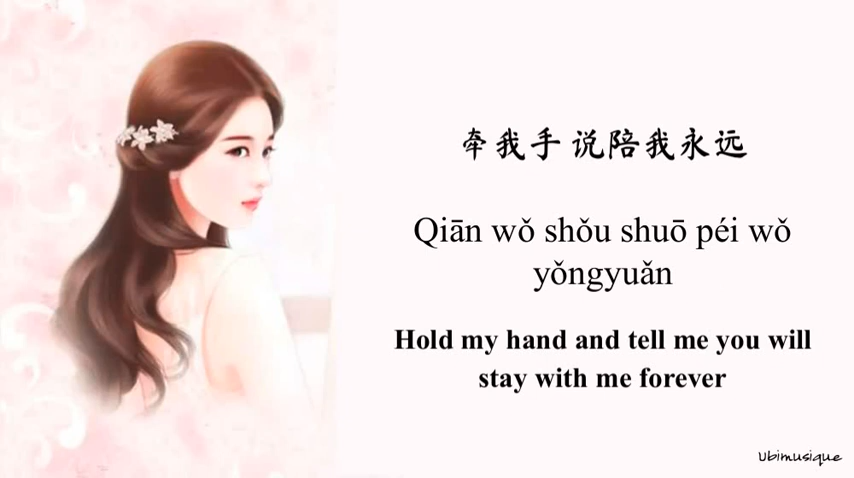 牵我手 说陪我永远
Qiān wǒ shǒu shuō péi wǒ
yǒngyuǎn
Hold my hand and tell me you will
stay with me forever
Ubimusique